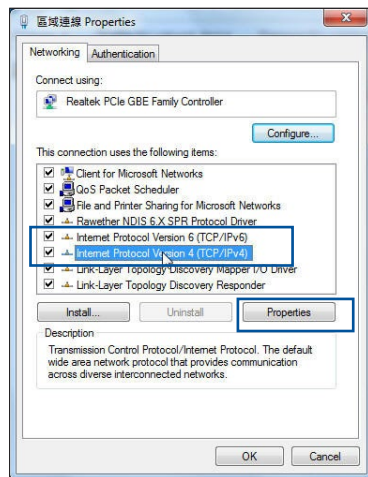 區域連線 Properties
Networking
Authentication
Connect using:
Realtek PCIe GBE Family Controller
Configure...
This connection uses the following items:
Client for Microsoft Networks
QoS Packet Scheduler
File and Printer Sharing for Microsoft Networks
Rawether NDIS 6.X SPR Protocol Driver
Internet Protocol Version 6 (TCP/IPv6)
Internet Protocol Version 4 (TCP/IPv4)
Link-Layer Topology Discovery Mapper I/O Driver
Link-Layer Topology Discovery Responder
Install...
Uninstall
Properties
Description
Transmission Control Protocol/Internet Protocol. The default
wide area network protocol that provides communication
across diverse interconnected networks.
OK
Cancel